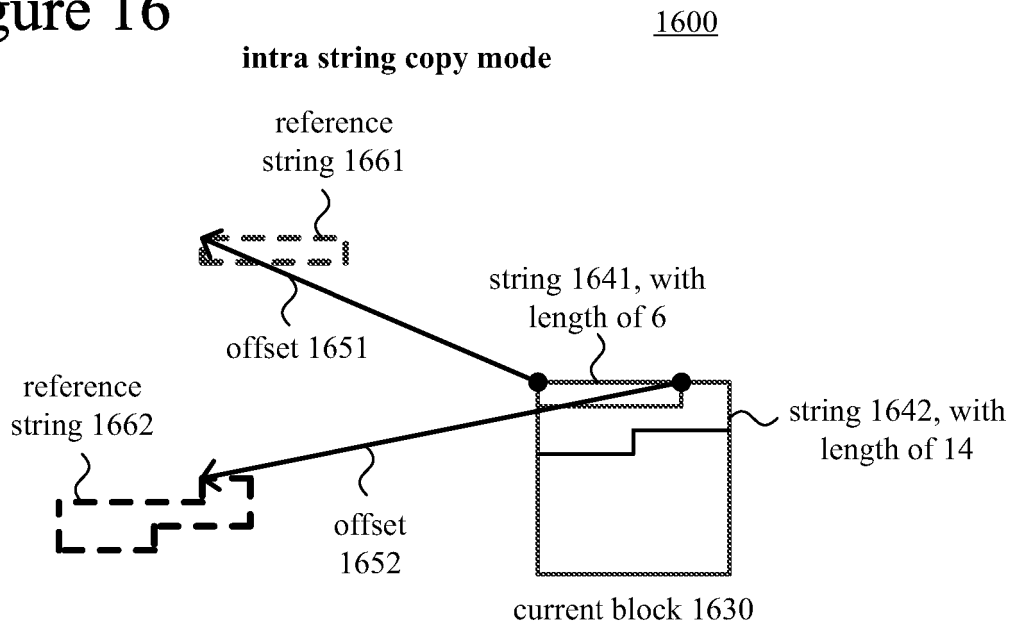 gure 16
1600
intra string copy mode
reference
string 1661
string 1641, with
length of 6
offset 1651
reference
string 1662
string 1642, with
length of 14
offset
1652
current block 1630